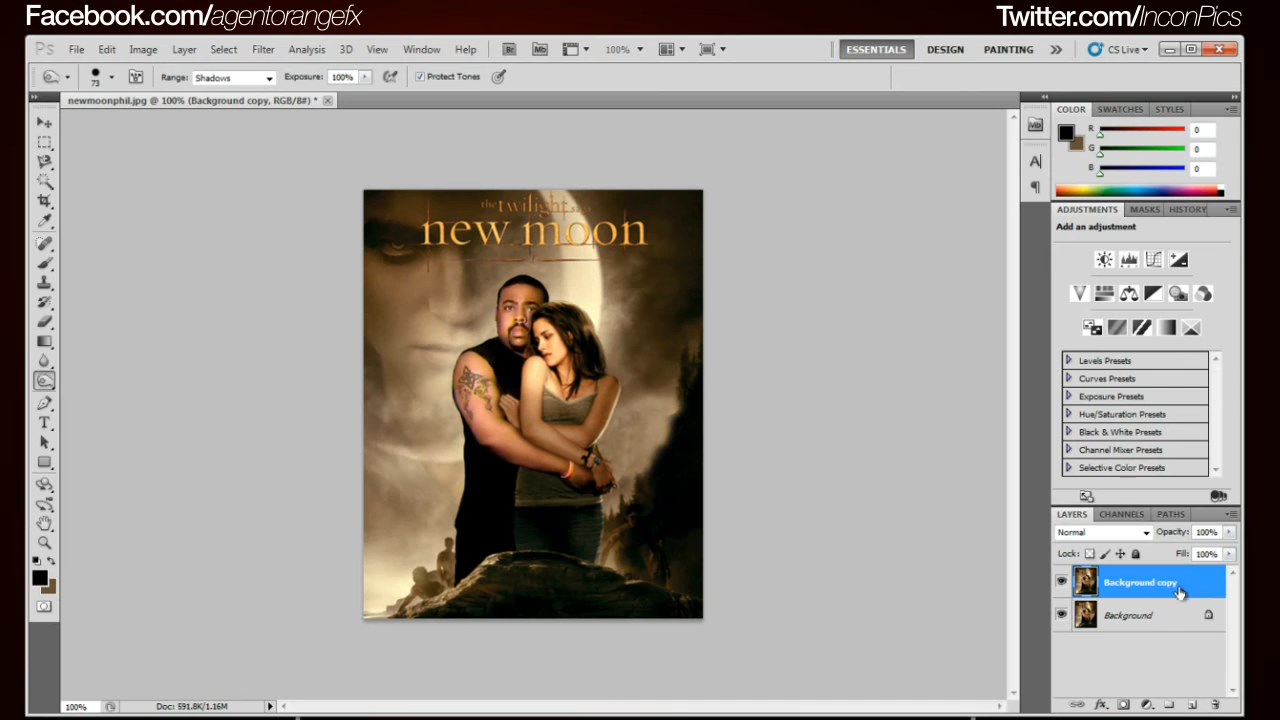 Facebook.com/agentorangefx
Twitter.com/InconPics
Ps File Edit Image Layer Select Filter Analysis 3D View Window Help Br Mb 100% ESSENTIALS DESIGN PAINTING CS Live
73 Range: Shadows Exposure: 100% Protect Tones
newmoonphil.jpg @ 100% (Background copy, RGB/8#) *
the twilight
new moon
COLOR SWATCHES STYLES
R 0
G 0
B 0
ADJUSTMENTS MASKS HISTORY
Add an adjustment
Levels Presets
Curves Presets
Exposure Presets
Hue/Saturation Presets
Black & White Presets
Channel Mixer Presets
Selective Color Presets
LAYERS CHANNELS PATHS
Normal Opacity: 100%
Lock: Fill: 100%
Background copy
Background
100% Doc: 591.8K/1.16M